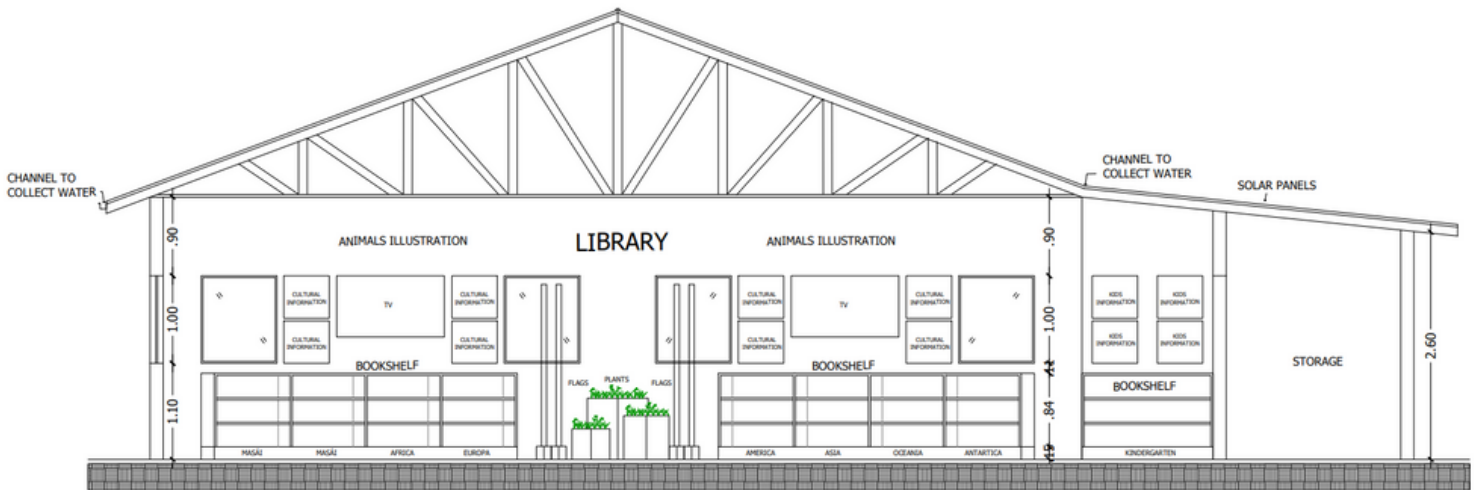 CHANNEL TO
COLLECT WATER
CHANNEL TO
COLLECT WATER
SOLAR PANELS
.90
ANIMALS ILLUSTRATION
LIBRARY
ANIMALS ILLUSTRATION
.90
CULTURAL
INFORMATION
TV
CULTURAL
INFORMATION
CULTURAL
INFORMATION
TV
CULTURAL
INFORMATION
KIDS
INFORMATION
KIDS
INFORMATION
1.00
CULTURAL
INFORMATION
CULTURAL
INFORMATION
CULTURAL
INFORMATION
CULTURAL
INFORMATION
1.00
KIDS
INFORMATION
KIDS
INFORMATION
BOOKSHELF
BOOKSHELF
STORAGE
2.60
FLAGS
PLANTS
FLAGS
BOOKSHELF
1.10
.84
MASÁI
MASÁI
AFRICA
EUROPA
AMERICA
ASIA
OCEANIA
ANTARTICA
KINDERGARTEN